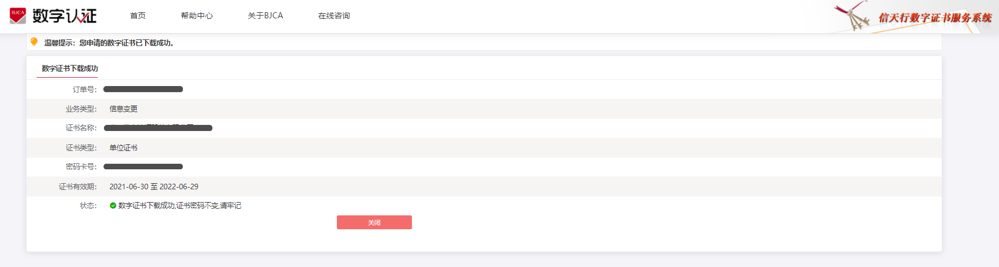 BJCA 数字认证 首页 帮助中心 关于BJCA 在线咨询 信天行数字证书服务系统
温馨提示：您申请的数字证书已下载成功。
数字证书下载成功
订单号：
业务类型： 信息变更
证书名称：
证书类型： 单位证书
密码卡号：
证书有效期： 2021-06-30 至 2022-06-29
状态： 数字证书下载成功,证书密码不变,请牢记
关闭